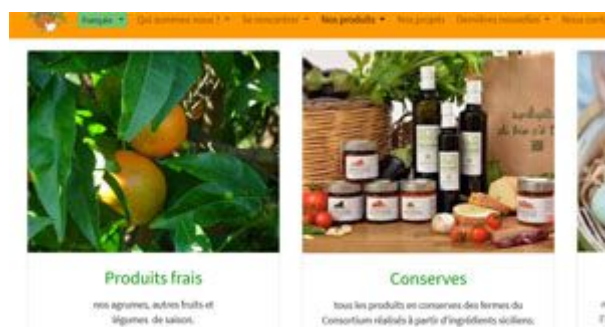 Français Qui sommes nous ? Se rencontrer Nos produits Nos projets Dernières nouvelles Nous
Produits frais
nos agrumes, autres fruits et
légumes de saison.
Conserves
tous les produits en conserves des fermes du
Consortium réalisés à partir d'ingrédients siciliens;